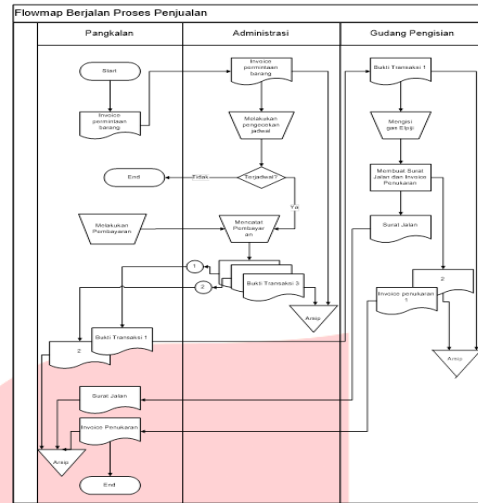 Flowmap Berjalan Proses Penjualan
Pangkalan
Administrasi
Gudang Pengisian
Start
Invoice
permintaan
barang
Bukti Transaksi 1
Invoice
permintaan
barang
Melakukan
pengecekan
jadwal
Mengisi
gas Elpiji
End
Tidak
Terjadwal?
Membuat Surat
Jalan dan Invoice
Penukaran
Ya
Melakukan
Pembayaran
Mencatat
Pembayar
an
Surat Jalan
1
2
Bukti Transaksi 3
2
Invoice penukaran
1
Arsip
Bukti Transaksi 1
2
Arsip
Surat Jalan
Invoice Penukaran
Arsip
End